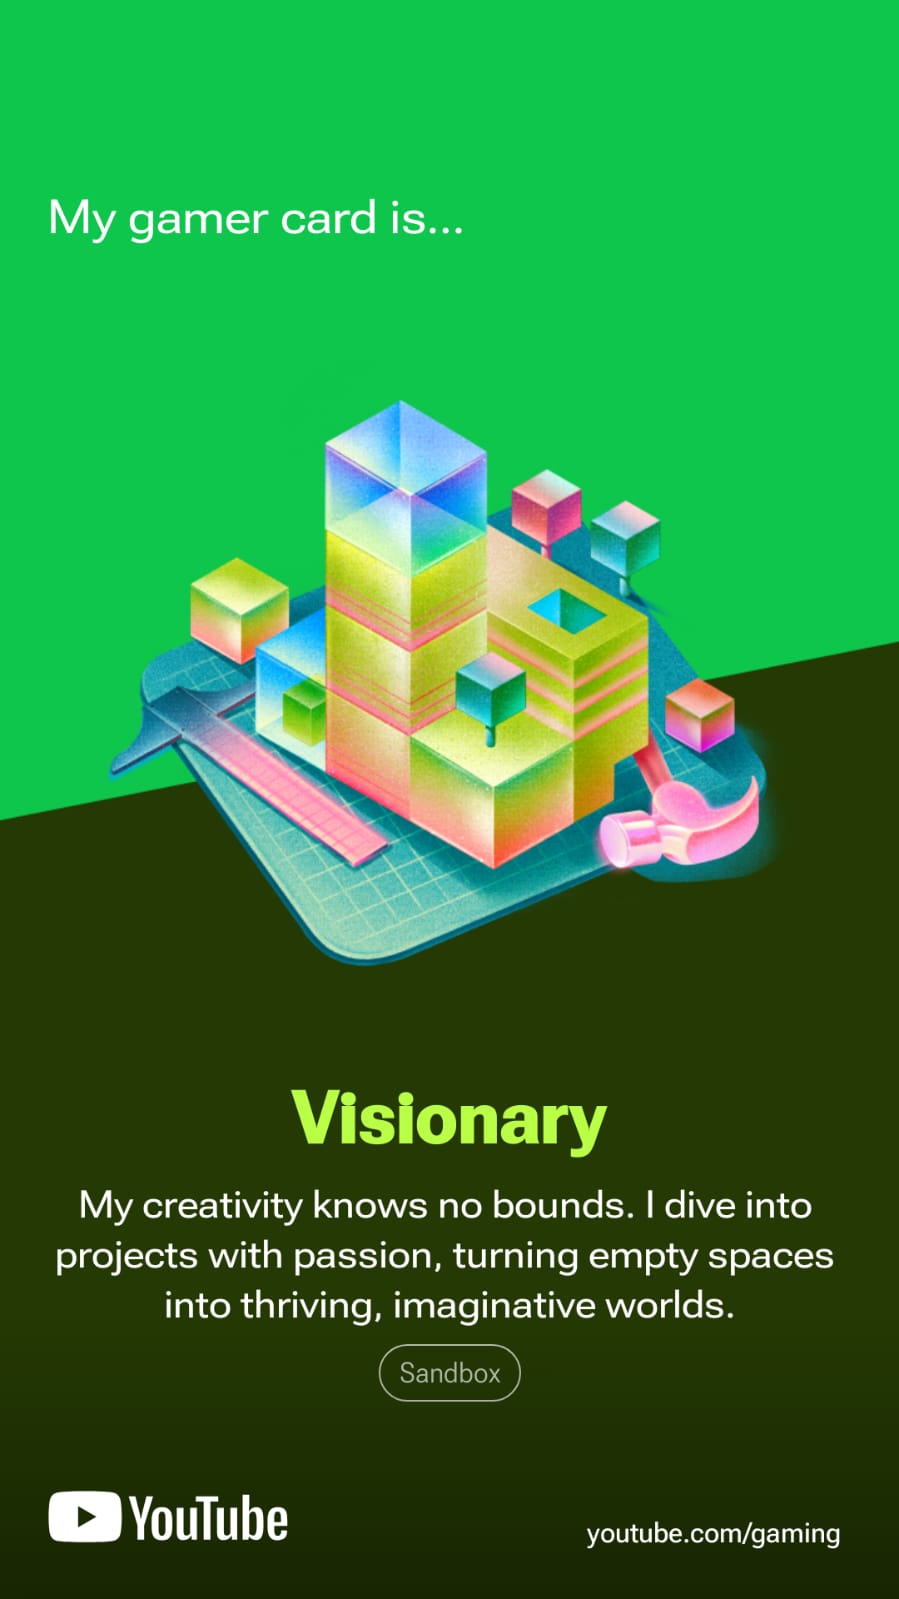 My gamer card is...
Visionary
My creativity knows no bounds. I dive into
projects with passion, turning empty spaces
into thriving, imaginative worlds.
Sandbox
YouTube
youtube.com/gaming